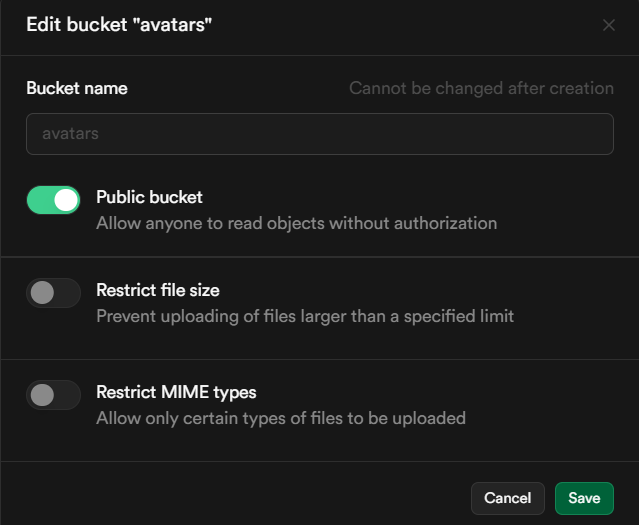 Edit bucket "avatars"
Bucket name
Cannot be changed after creation
avatars
Public bucket
Allow anyone to read objects without authorization
Restrict file size
Prevent uploading of files larger than a specified limit
Restrict MIME types
Allow only certain types of files to be uploaded
Cancel
Save